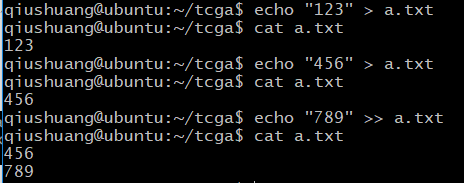 qiushuang@ubuntu:~/tcga$ echo "123" > a.txt
qiushuang@ubuntu:~/tcga$ cat a.txt
123
qiushuang@ubuntu:~/tcga$ echo "456" > a.txt
qiushuang@ubuntu:~/tcga$ cat a.txt
456
qiushuang@ubuntu:~/tcga$ echo "789" >> a.txt
qiushuang@ubuntu:~/tcga$ cat a.txt
456
789